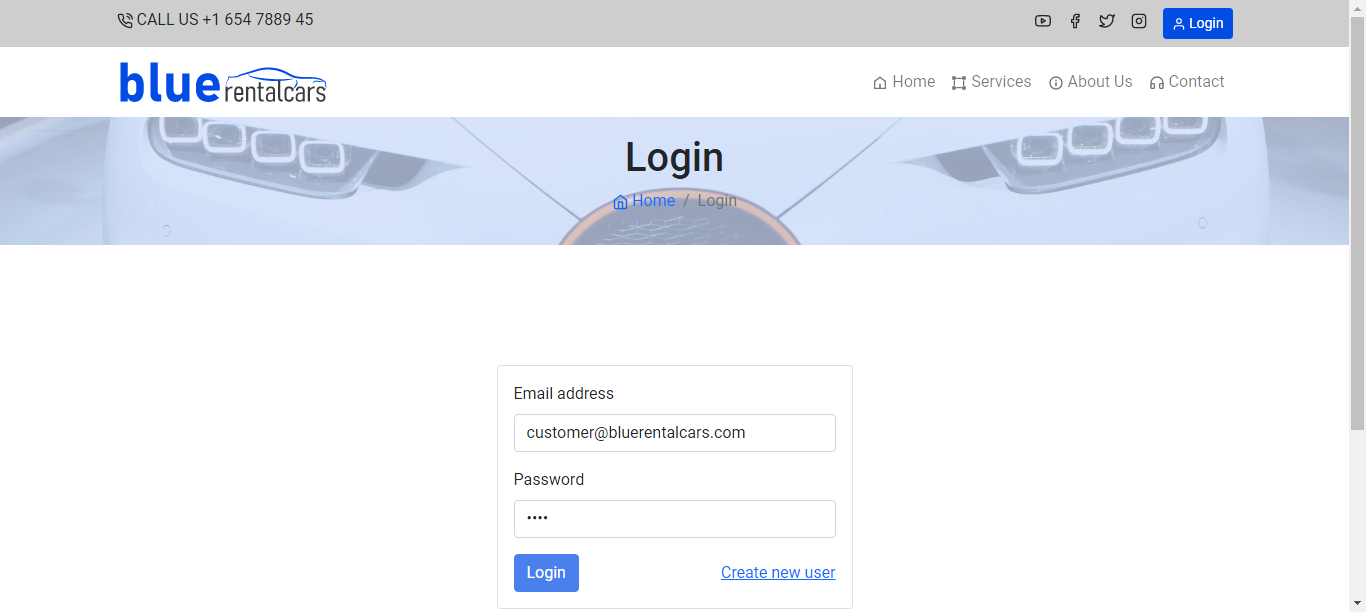 CALL US +1 654 7889 45
Login
blue rentalcars
Home Services About Us Contact
Login
Home / Login
Email address
customer@bluerentalcars.com
Password
••••
Login Create new user